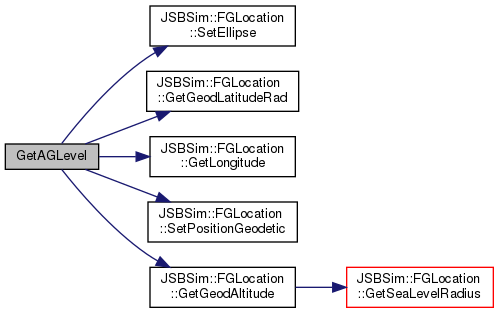 JSBSim::FGLocation
::SetEllipse
JSBSim::FGLocation
::GetGeodLatitudeRad
GetAGLevel
JSBSim::FGLocation
::GetLongitude
JSBSim::FGLocation
::SetPositionGeodetic
JSBSim::FGLocation
::GetGeodAltitude
JSBSim::FGLocation
::GetSeaLevelRadius